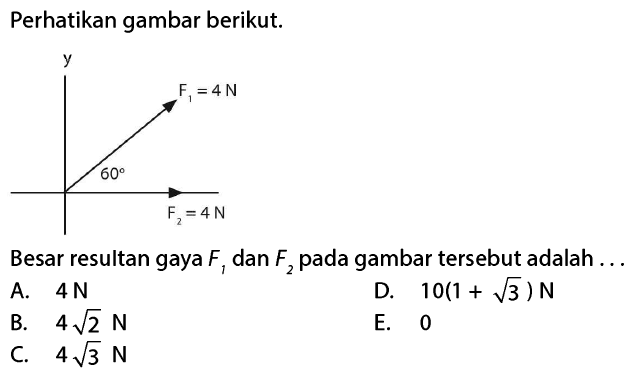 Perhatikan gambar berikut.
y
F₁ = 4 N
60°
F₂ = 4 N
Besar resultan gaya F₁ dan F₂ pada gambar tersebut adalah . . .
A. 4 N
B. 4√2 N
C. 4√3 N
D. 10(1 + √3) N
E. 0